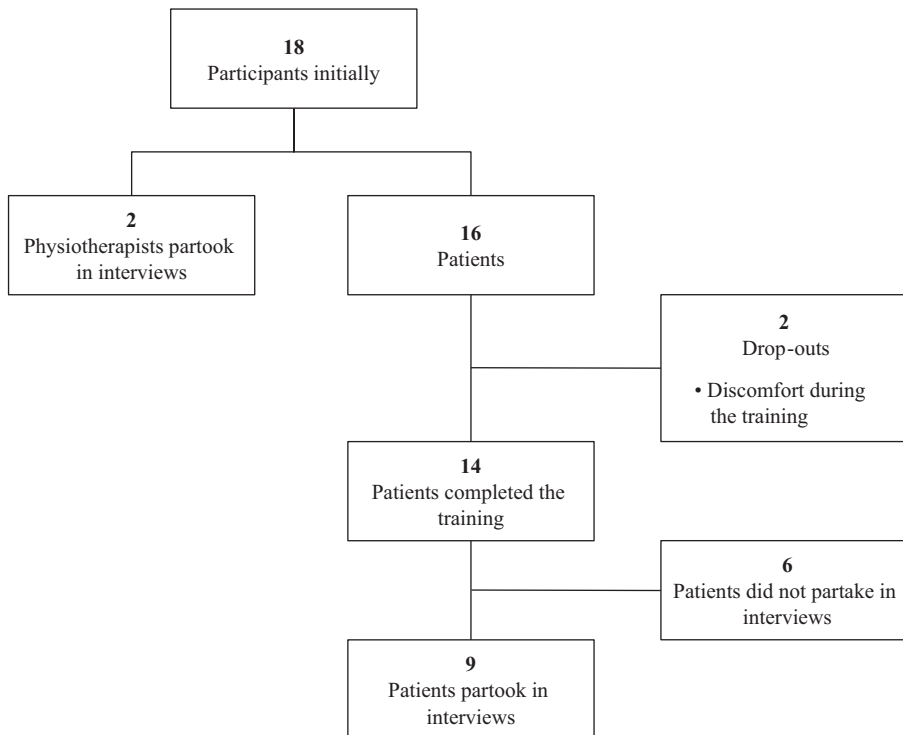 18
Participants initially
2
Physiotherapists partook
in interviews
16
Patients
2
Drop-outs
• Discomfort during
the training
14
Patients completed the
training
6
Patients did not partake in
interviews
9
Patients partook in
interviews